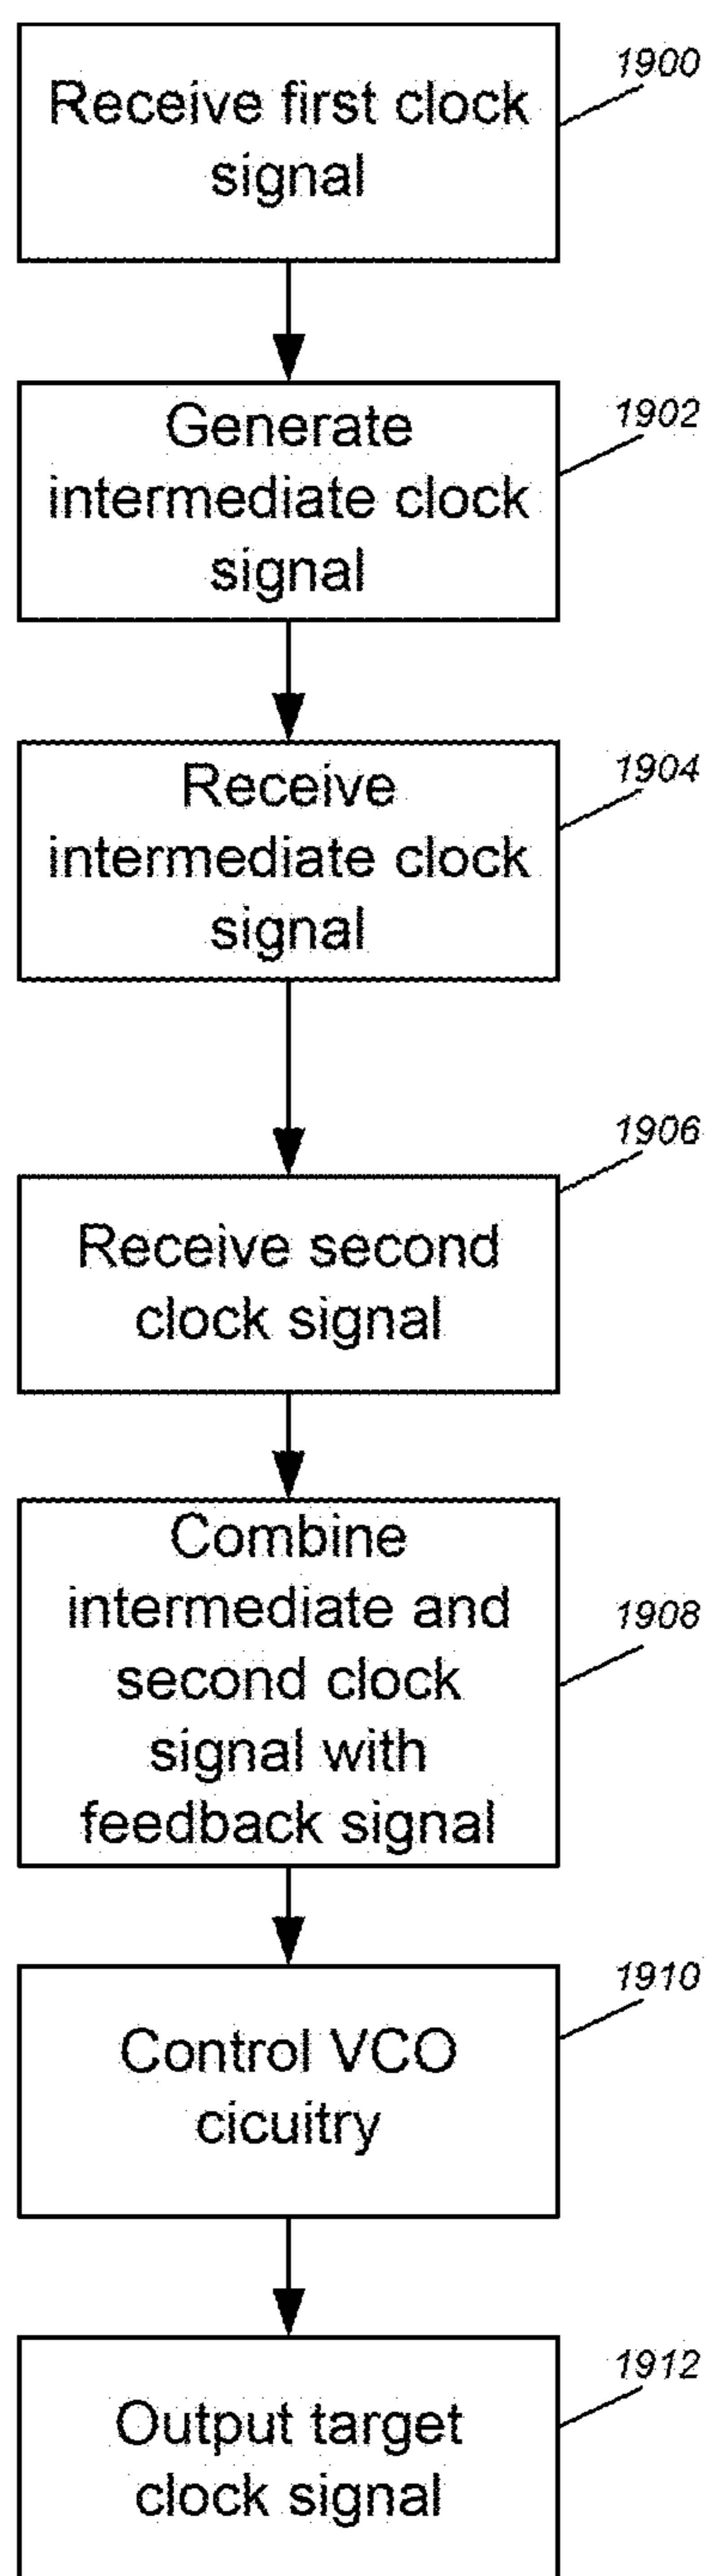 Receive first clock
signal
1900
Generate
intermediate clock
signal
1902
Receive
intermediate clock
signal
1904
Receive second
clock signal
1906
Combine
intermediate and
second clock
signal with
feedback signal
1908
Control VCO
cicuitry
1910
Output target
clock signal
1912